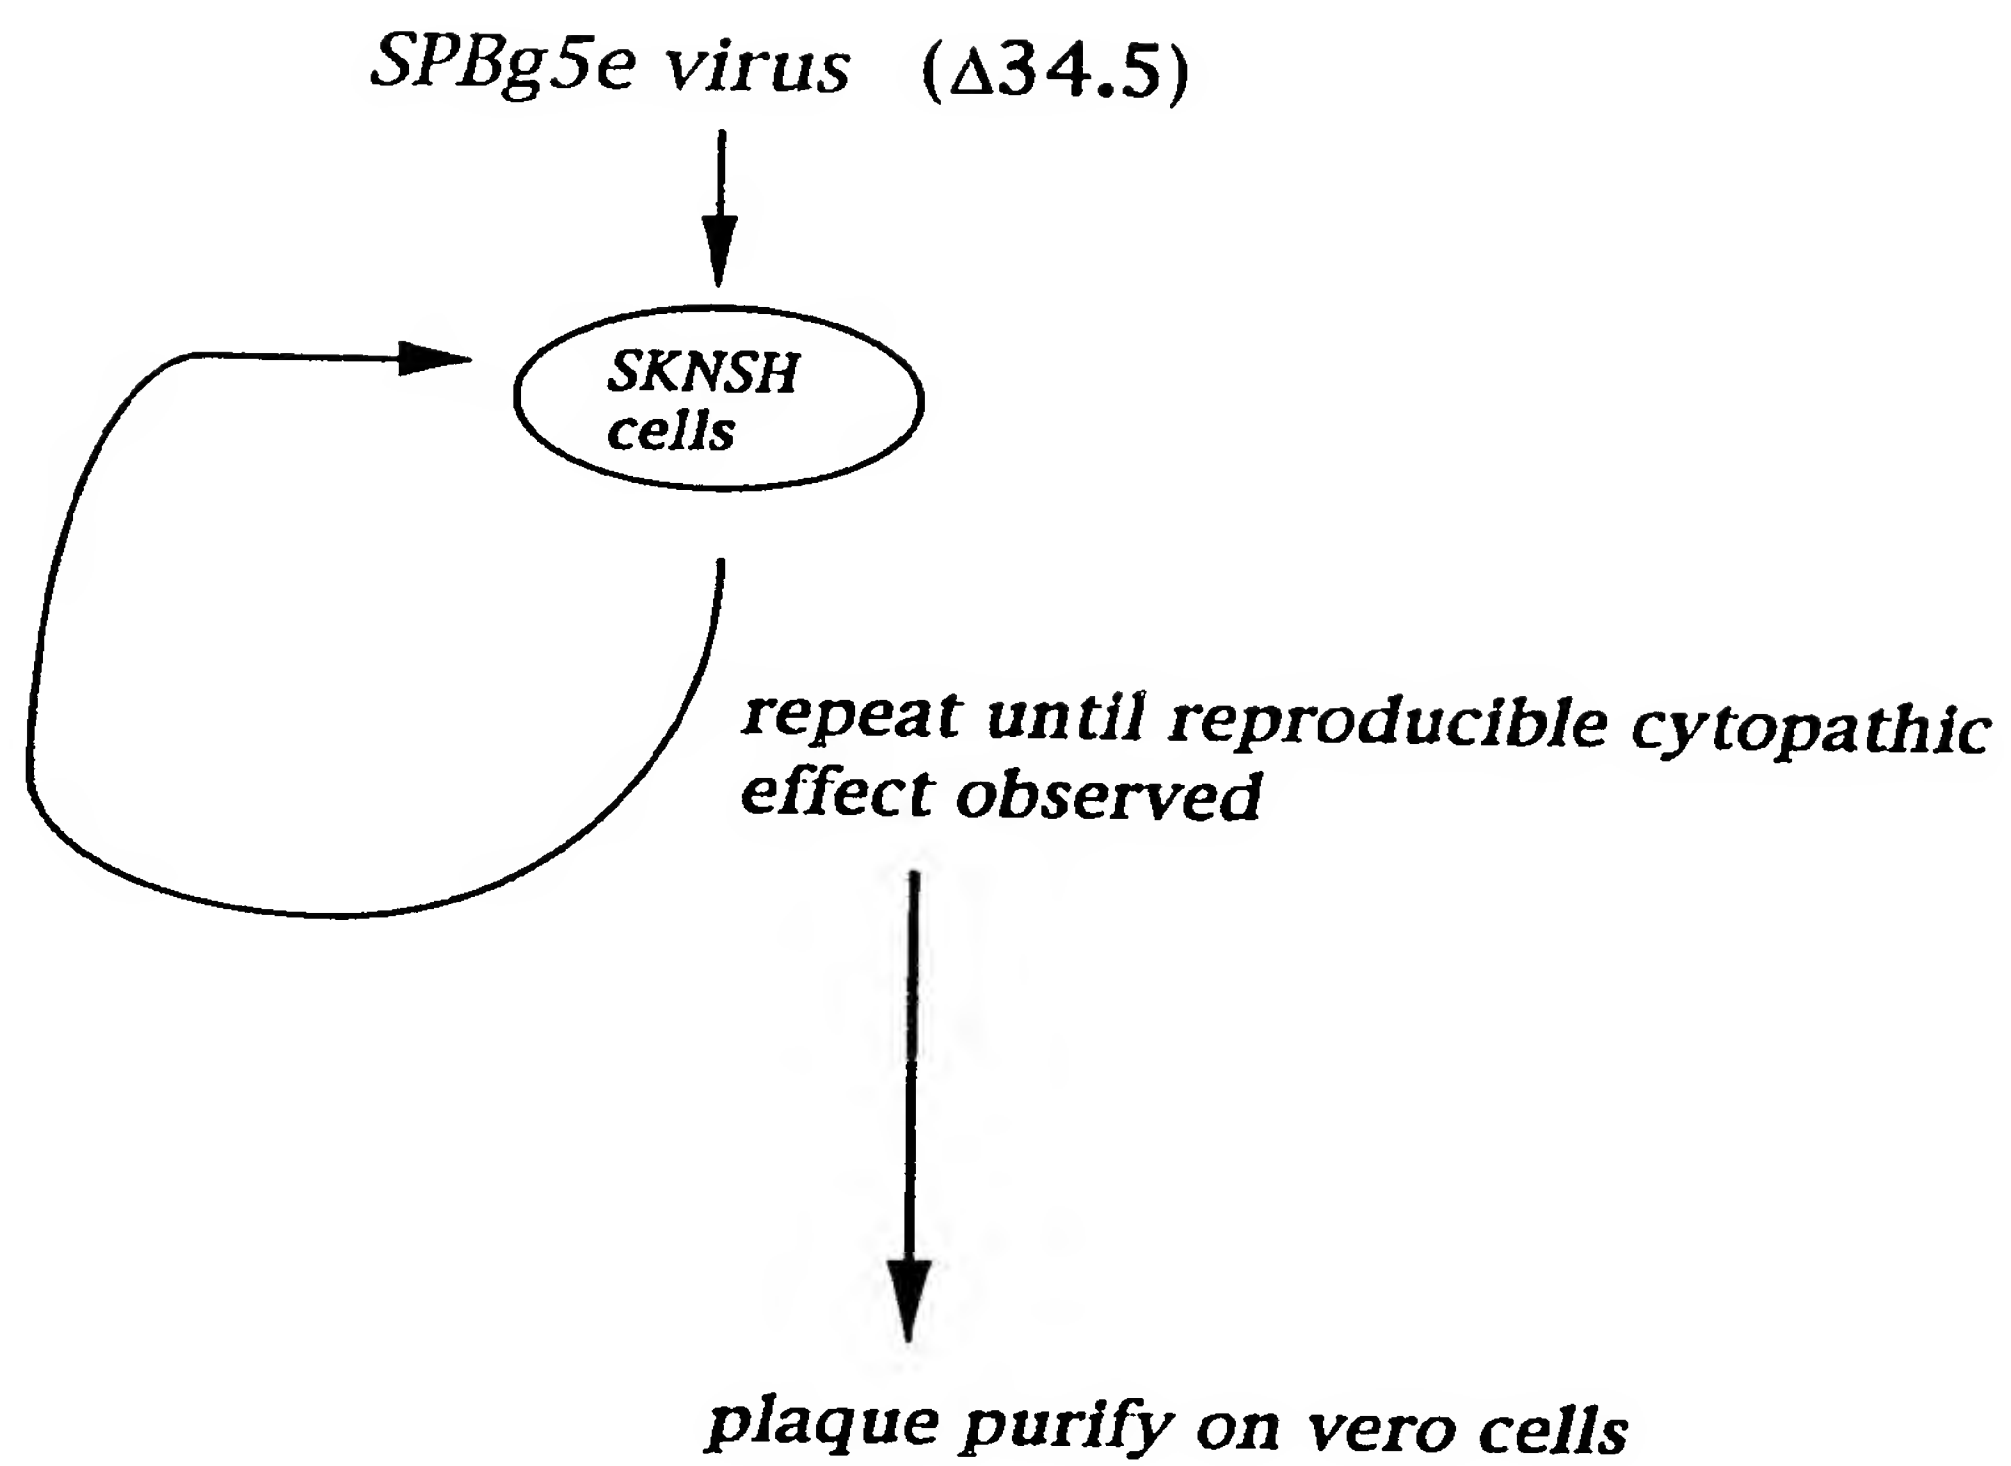 SPBg5e virus (Δ34.5)
SKNSH
cells
repeat until reproducible cytopathic
effect observed
plaque purify on vero cells